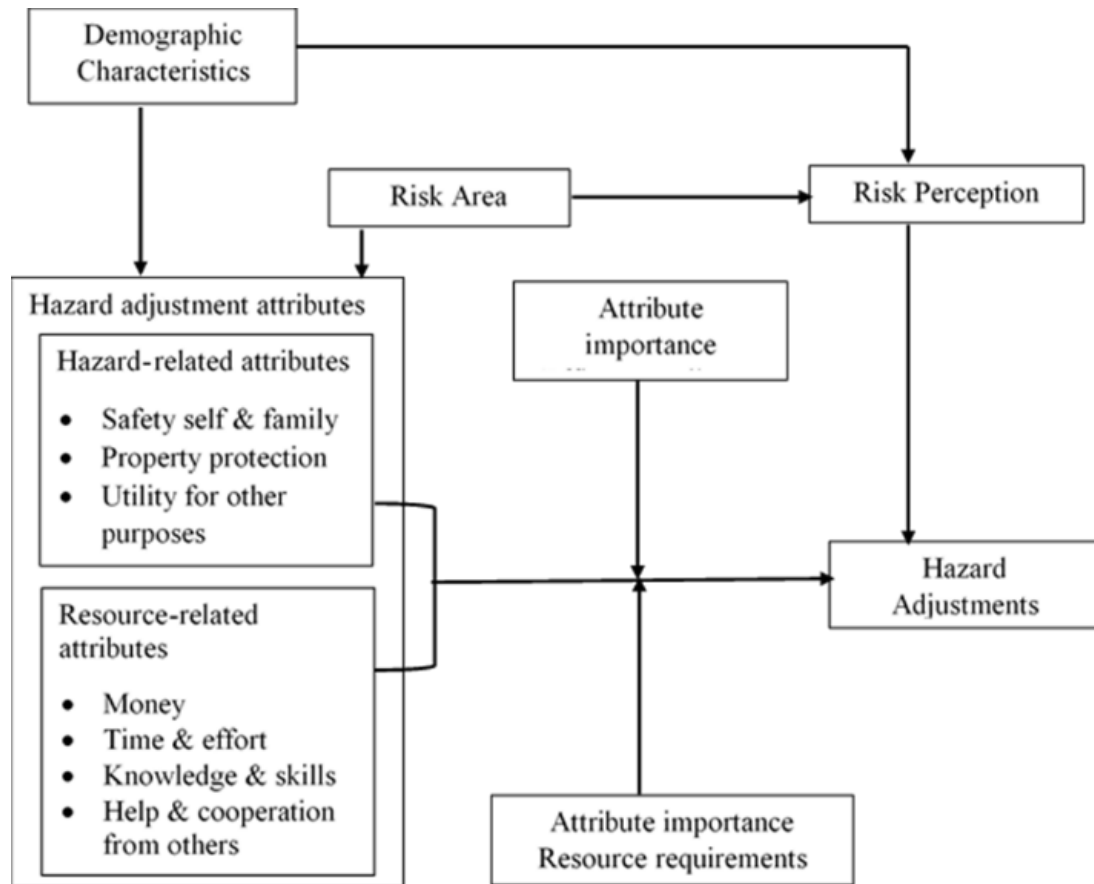 Demographic
Characteristics
Risk Area
Risk Perception
Hazard adjustment attributes
Hazard-related attributes
• Safety self & family
• Property protection
• Utility for other
purposes
Attribute
importance
Hazard
Adjustments
Resource-related
attributes
• Money
• Time & effort
• Knowledge & skills
• Help & cooperation
from others
Attribute importance
Resource requirements